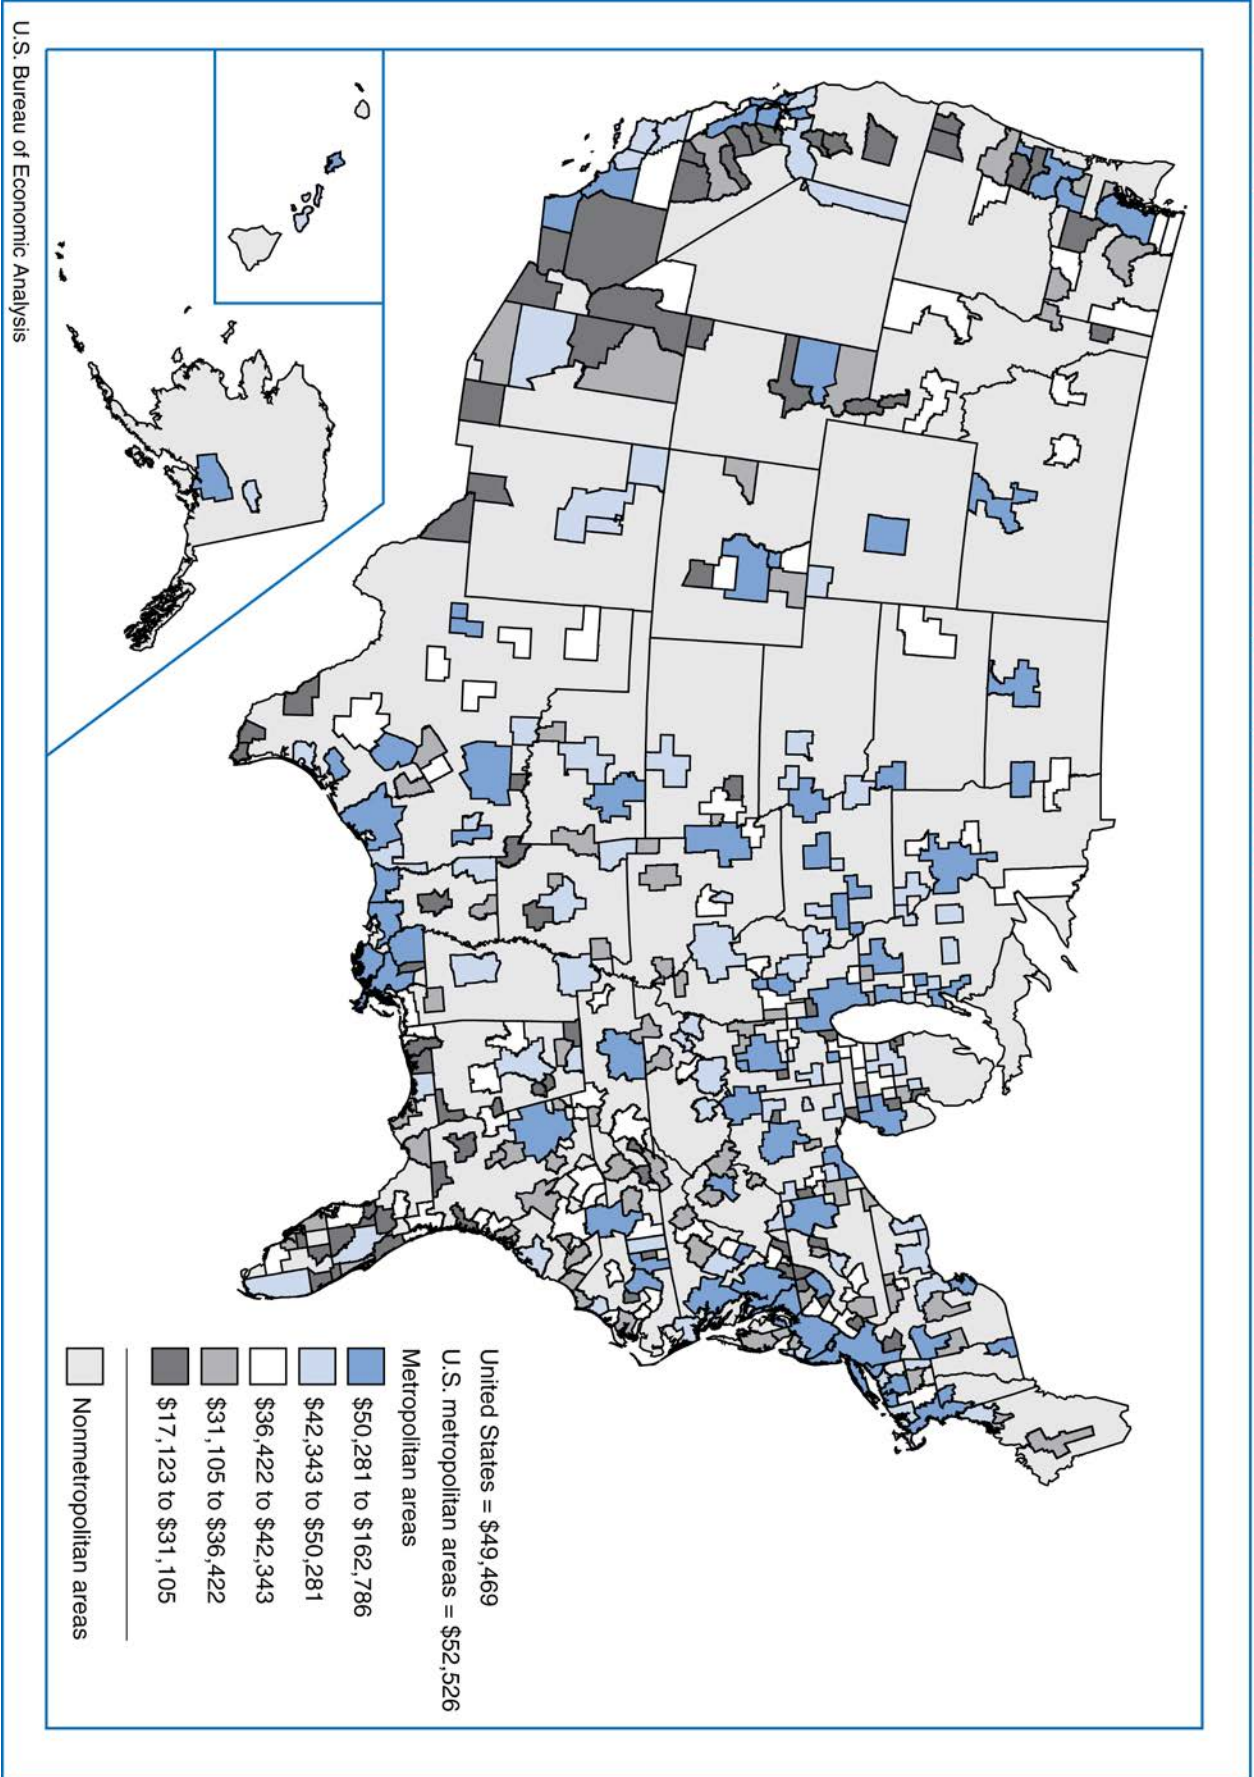 United States = $49,469
U.S. metropolitan areas = $52,526
Metropolitan areas
$50,281 to $162,786
$42,343 to $50,281
$36,422 to $42,343
$31,105 to $36,422
$17,123 to $31,105
Nonmetropolitan areas
U.S. Bureau of Economic Analysis